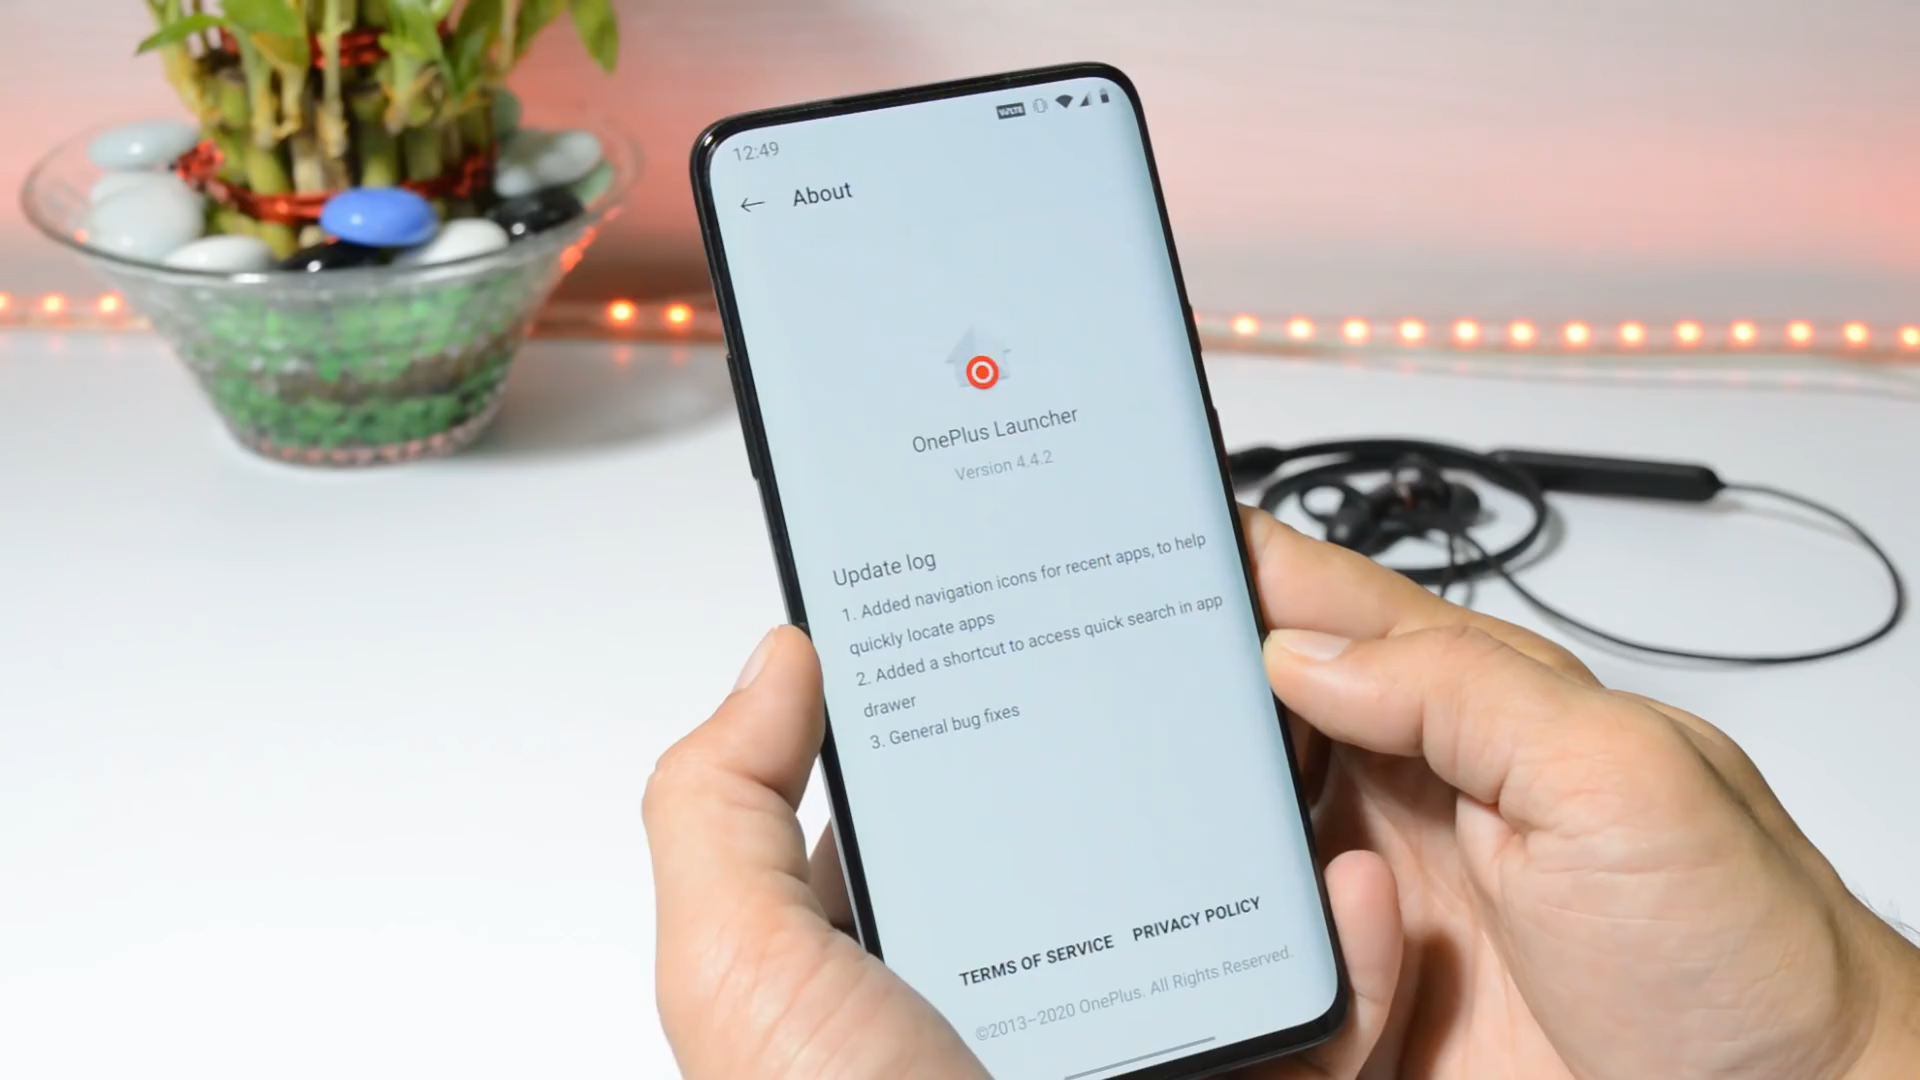 12:49
VoLTE
About
OnePlus Launcher
Version 4.4.2
Update log
1. Added navigation icons for recent apps, to help
quickly locate apps
2. Added a shortcut to access quick search in app
drawer
3. General bug fixes
TERMS OF SERVICE PRIVACY POLICY
©2013–2020 OnePlus. All Rights Reserved.